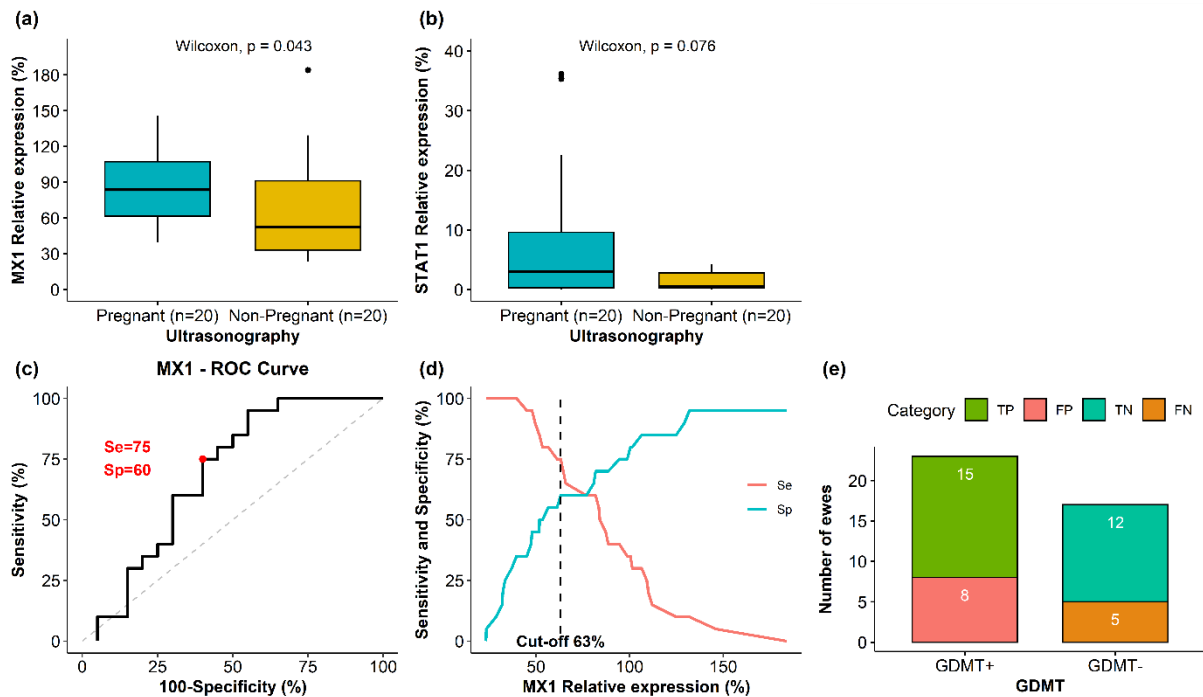 (a)
Wilcoxon, p = 0.043
MX1 Relative expression (%)
180
150
120
90
60
30
0
Pregnant (n=20) Non-Pregnant (n=20)
Ultrasonography
(b)
Wilcoxon, p = 0.076
STAT1 Relative expression (%)
40
30
20
10
0
Pregnant (n=20) Non-Pregnant (n=20)
Ultrasonography
(c)
MX1 - ROC Curve
Sensitivity (%)
100
75
50
25
0
Se=75
Sp=60
0 25 50 75 100
100-Specificity (%)
(d)
Sensitivity and Specificity (%)
100
75
50
25
0
Se
Sp
Cut-off 63%
50 100 150
MX1 Relative expression (%)
(e)
Category TP FP TN FN
Number of ewes
20
15
10
5
0
15
8
12
5
GDMT+ GDMT-
GDMT